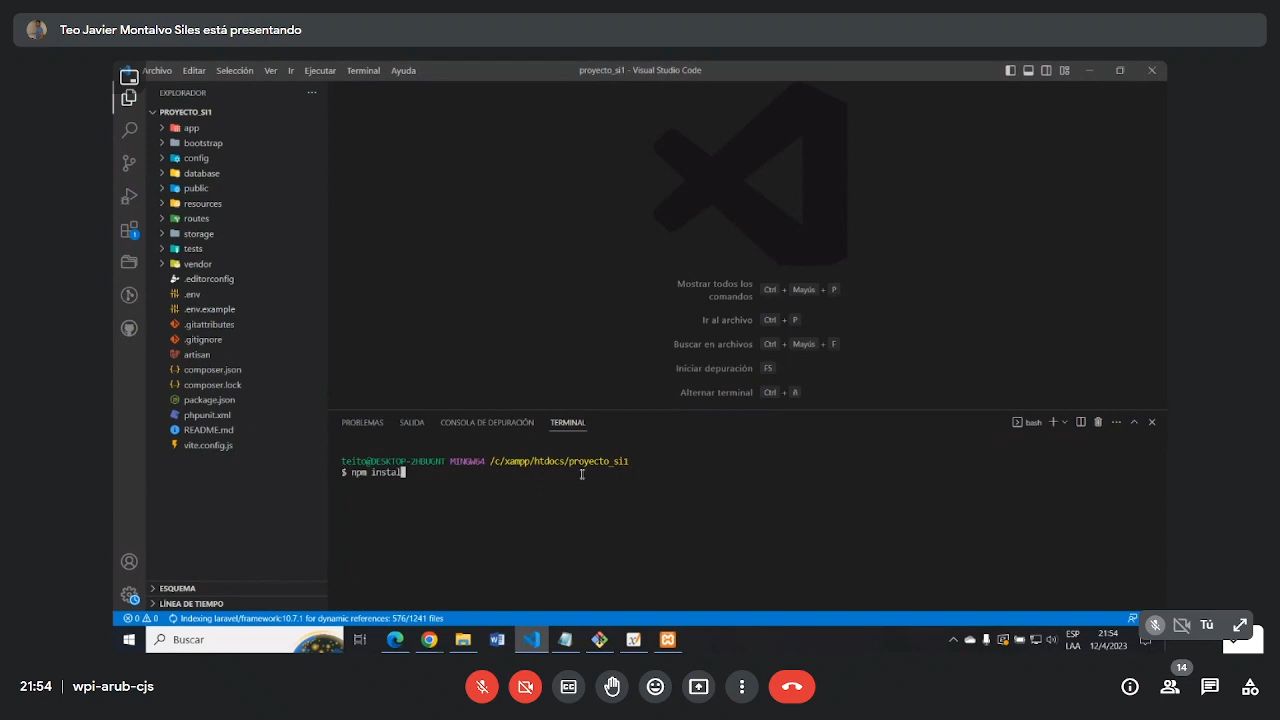 Teo Javier Montalvo Siles está presentando
Archivo Editar Selección Ver Ir Ejecutar Terminal Ayuda
proyecto_si1 - Visual Studio Code
EXPLORADOR
PROYECTO_SI1
app
bootstrap
config
database
public
resources
routes
storage
tests
vendor
.editorconfig
.env
.env.example
.gitattributes
.gitignore
artisan
composer.json
composer.lock
package.json
phpunit.xml
README.md
vite.config.js
ESQUEMA
LÍNEA DE TIEMPO
Mostrar todos los comandos Ctrl + Mayús + P
Ir al archivo Ctrl + P
Buscar en archivos Ctrl + Mayús + F
Iniciar depuración F5
Alternar terminal Ctrl + ñ
PROBLEMAS SALIDA CONSOLA DE DEPURACIÓN TERMINAL
bash
teito@DESKTOP-2HBUGNT MINGW64 /c/xampp/htdocs/proyecto_si1
$ npm instal
0 0 Indexing laravel/framework:10.7.1 for dynamic references: 576/1241 files
Buscar
ESP
LAA
21:54
12/4/2023
Tú
21:54 | wpi-arub-cjs
14